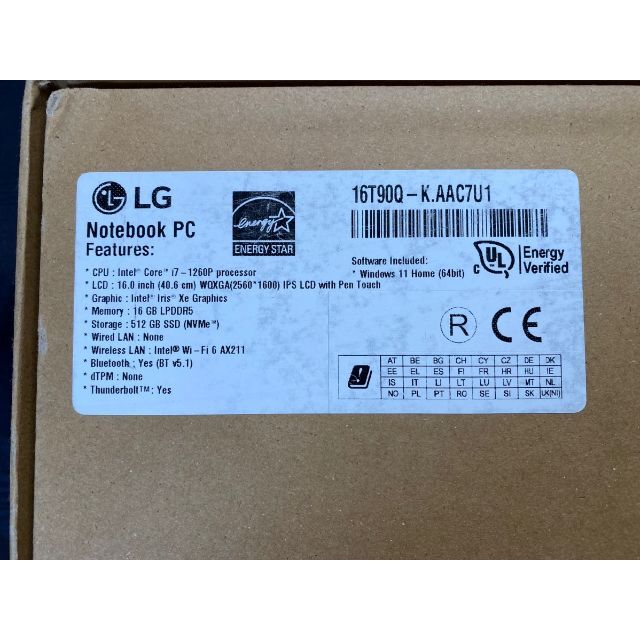 LG
Notebook PC
Features:
* CPU : Intel® Core™ i7-1260P processor
* LCD : 16.0 inch (40.6 cm) WQXGA(2560*1600) IPS LCD with Pen Touch
* Graphic : Intel® Iris® Xe Graphics
* Memory : 16 GB LPDDR5
* Storage : 512 GB SSD (NVMe™)
* Wired LAN : None
* Wireless LAN : Intel® Wi-Fi 6 AX211
* Bluetooth : Yes (BT v5.1)
* dTPM : None
* Thunderbolt™ : Yes
energy
ENERGY STAR
16T90Q-K.AAC7U1
Software Included:
* Windows 11 Home (64bit)
C UL Energy
Verified
R CE
AT BE BG CH CY CZ DE DK
EE EL ES FI FR HR HU IE
IS IT LI LT LU LV MT NL
NO PL PT RO SE SI SK UK(NI)